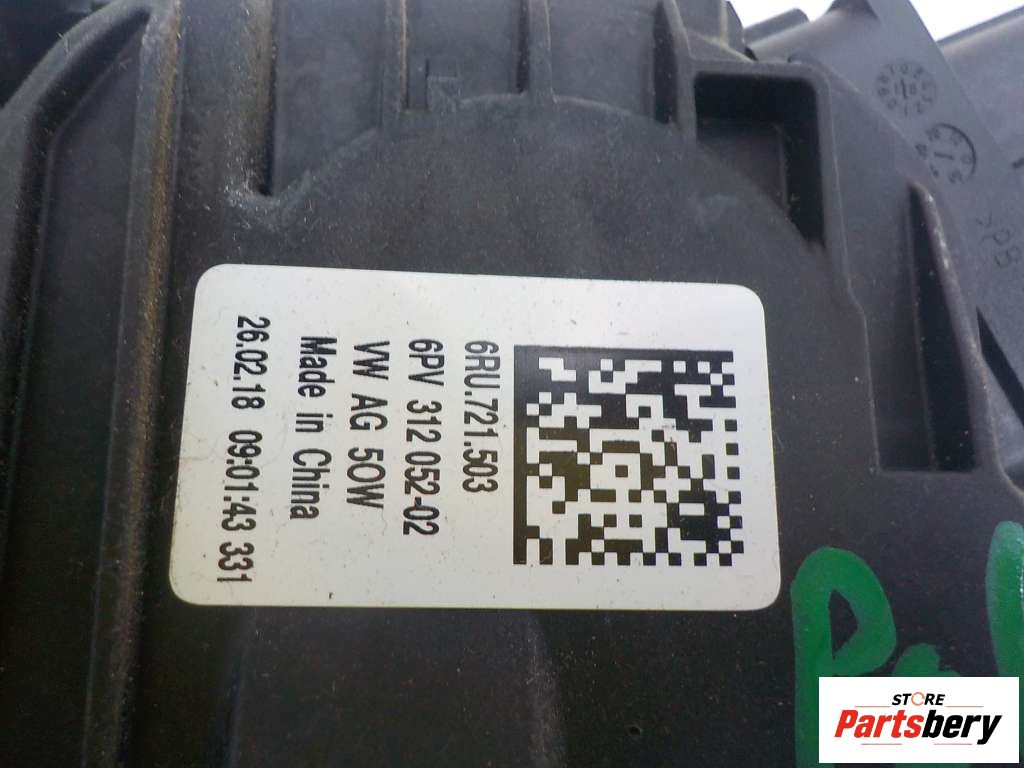 6RU.721.503
6PV 312 052-02
VW AG 50W
Made in China
26.02.18 09:01:43 331
STORE
Partsbery